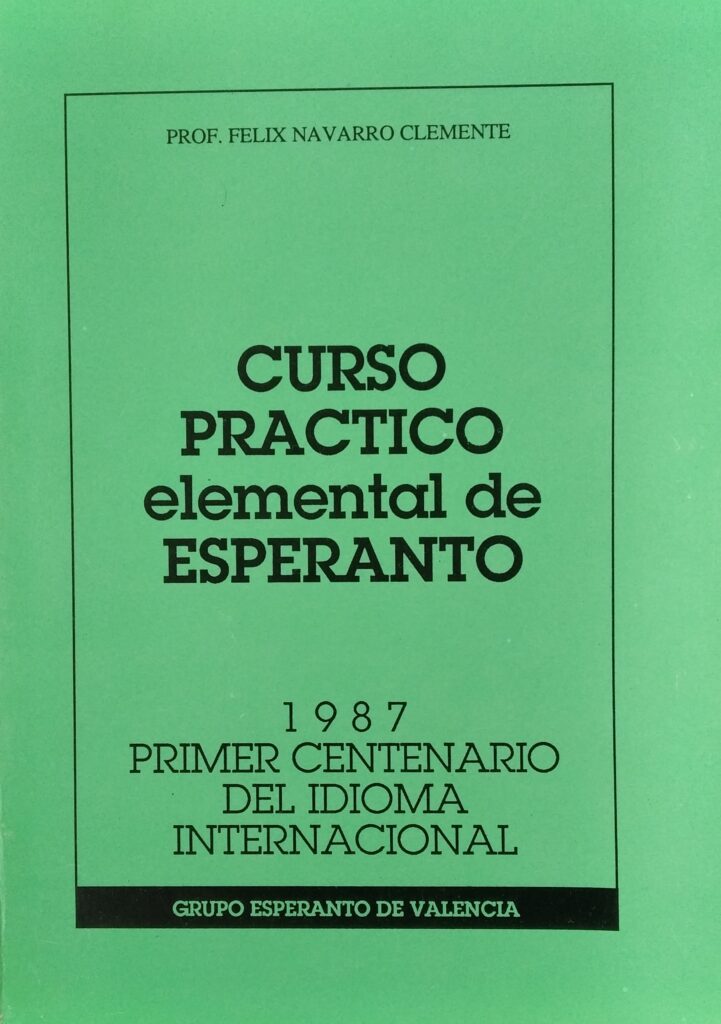 PROF. FELIX NAVARRO CLEMENTE
CURSO
PRACTICO
elemental de
ESPERANTO
1987
PRIMER CENTENARIO
DEL IDIOMA
INTERNACIONAL
GRUPO ESPERANTO DE VALENCIA